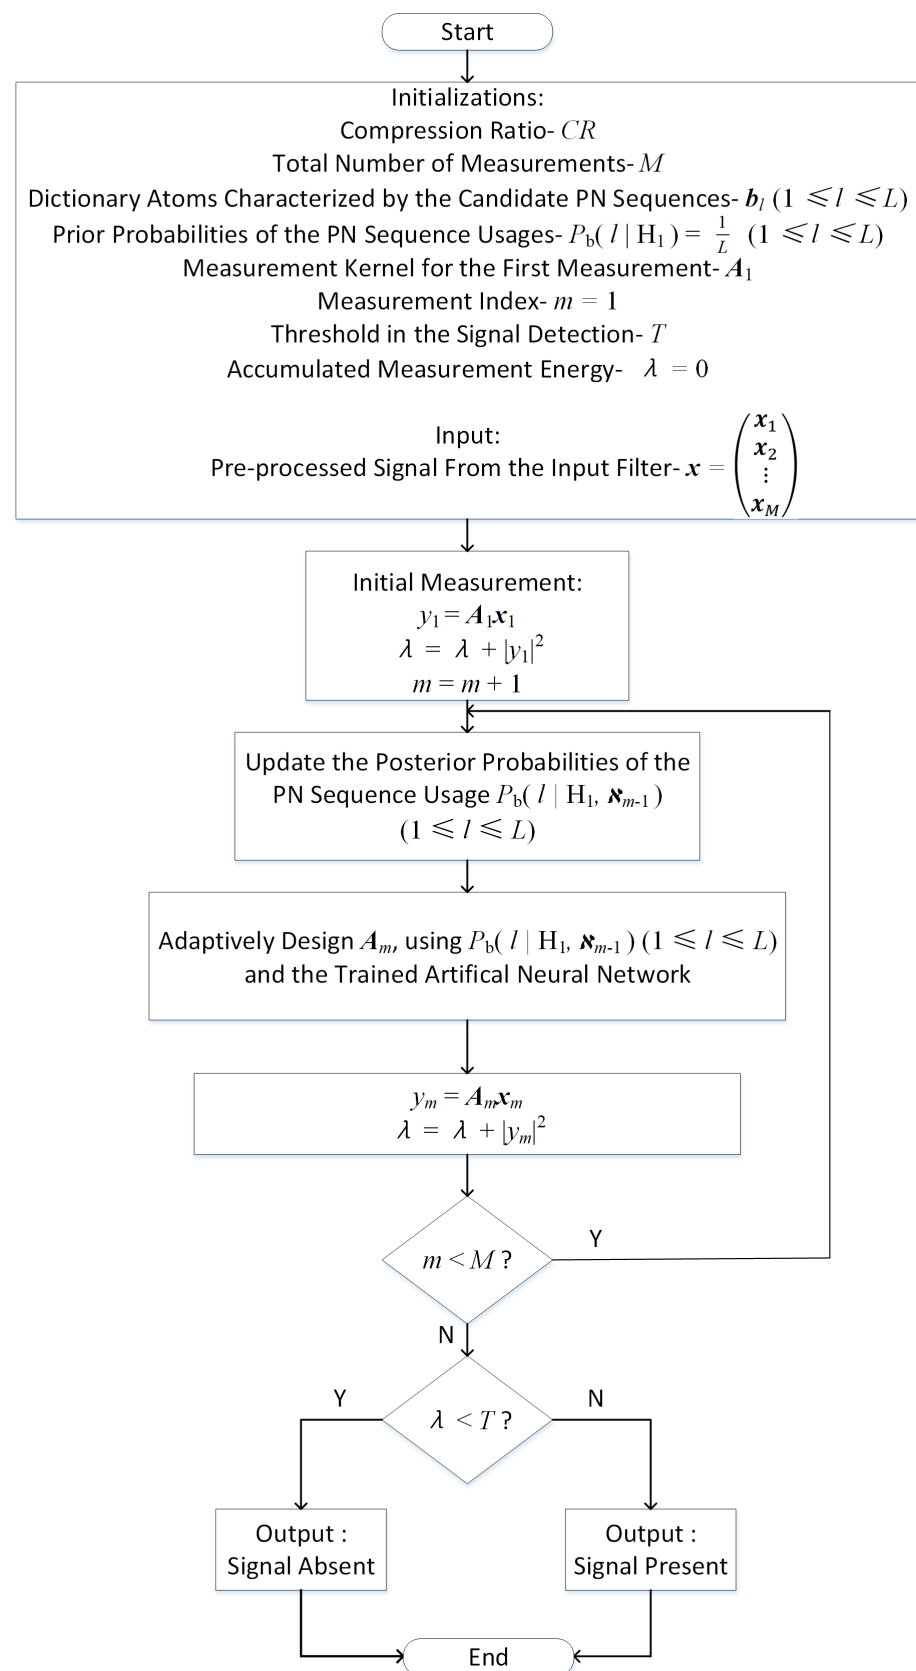 Start
Initializations:
Compression Ratio- CR
Total Number of Measurements- M
Dictionary Atoms Characterized by the Candidate PN Sequences- b_l (1 ⩽ l ⩽ L)
Prior Probabilities of the PN Sequence Usages- P_b( l | H_1 ) = 1/L (1 ⩽ l ⩽ L)
Measurement Kernel for the First Measurement- A_1
Measurement Index- m = 1
Threshold in the Signal Detection- T
Accumulated Measurement Energy- λ = 0
Input:
Pre-processed Signal From the Input Filter- x = (x_1 x_2 ⋮ x_M)
Initial Measurement:
y_1 = A_1x_1
λ = λ + |y_1|^2
m = m + 1
Update the Posterior Probabilities of the
PN Sequence Usage P_b( l | H_1, ℵ_m-1 )
(1 ⩽ l ⩽ L)
Adaptively Design A_m, using P_b( l | H_1, ℵ_m-1 ) (1 ⩽ l ⩽ L)
and the Trained Artifical Neural Network
y_m = A_mx_m
λ = λ + |y_m|^2
m < M ?
Y
N
λ < T ?
Y
N
Output :
Signal Absent
Output :
Signal Present
End